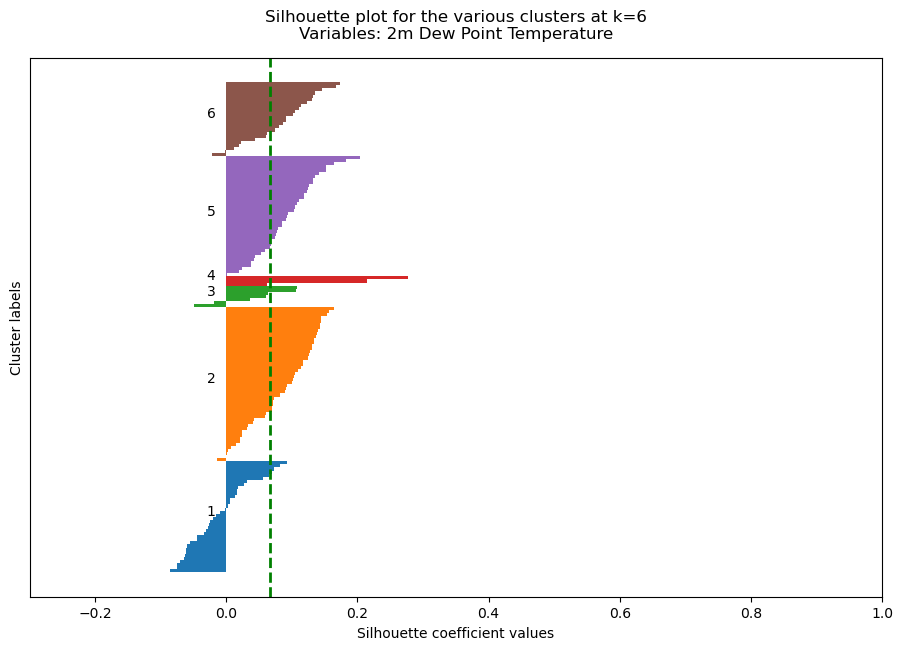 Silhouette plot for the various clusters at k=6
Variables: 2m Dew Point Temperature
6
5
4
3
2
1
Cluster labels
−0.2 0.0 0.2 0.4 0.6 0.8 1.0
Silhouette coefficient values